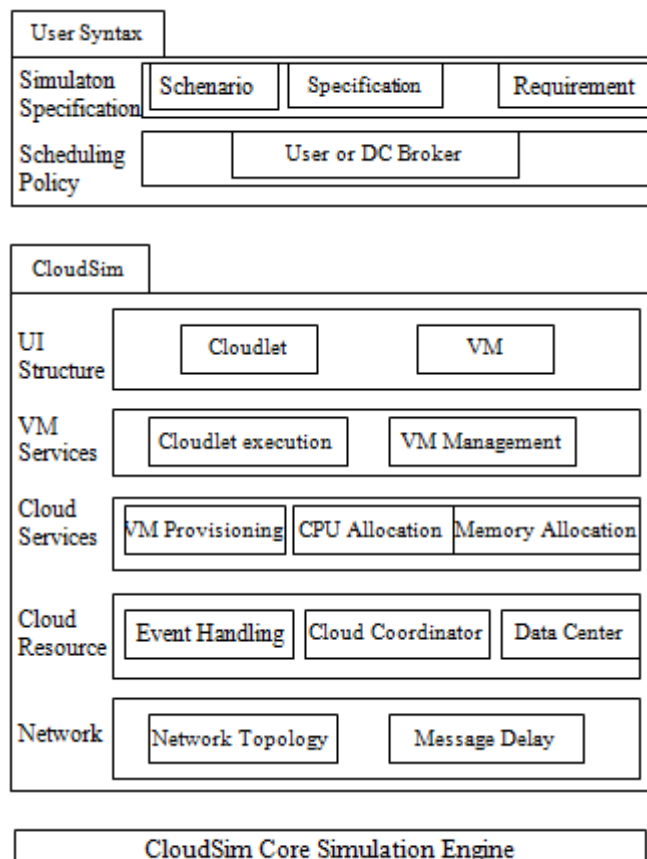 User Syntax
Simulaton
Specification
Schenario
Specification
Requirement
Scheduling
Policy
User or DC Broker
CloudSim
UI
Structure
Cloudlet
VM
VM
Services
Cloudlet execution
VM Management
Cloud
Services
VM Provisioning
CPU Allocation
Memory Allocation
Cloud
Resource
Event Handling
Cloud Coordinator
Data Center
Network
Network Topology
Message Delay
CloudSim Core Simulation Engine